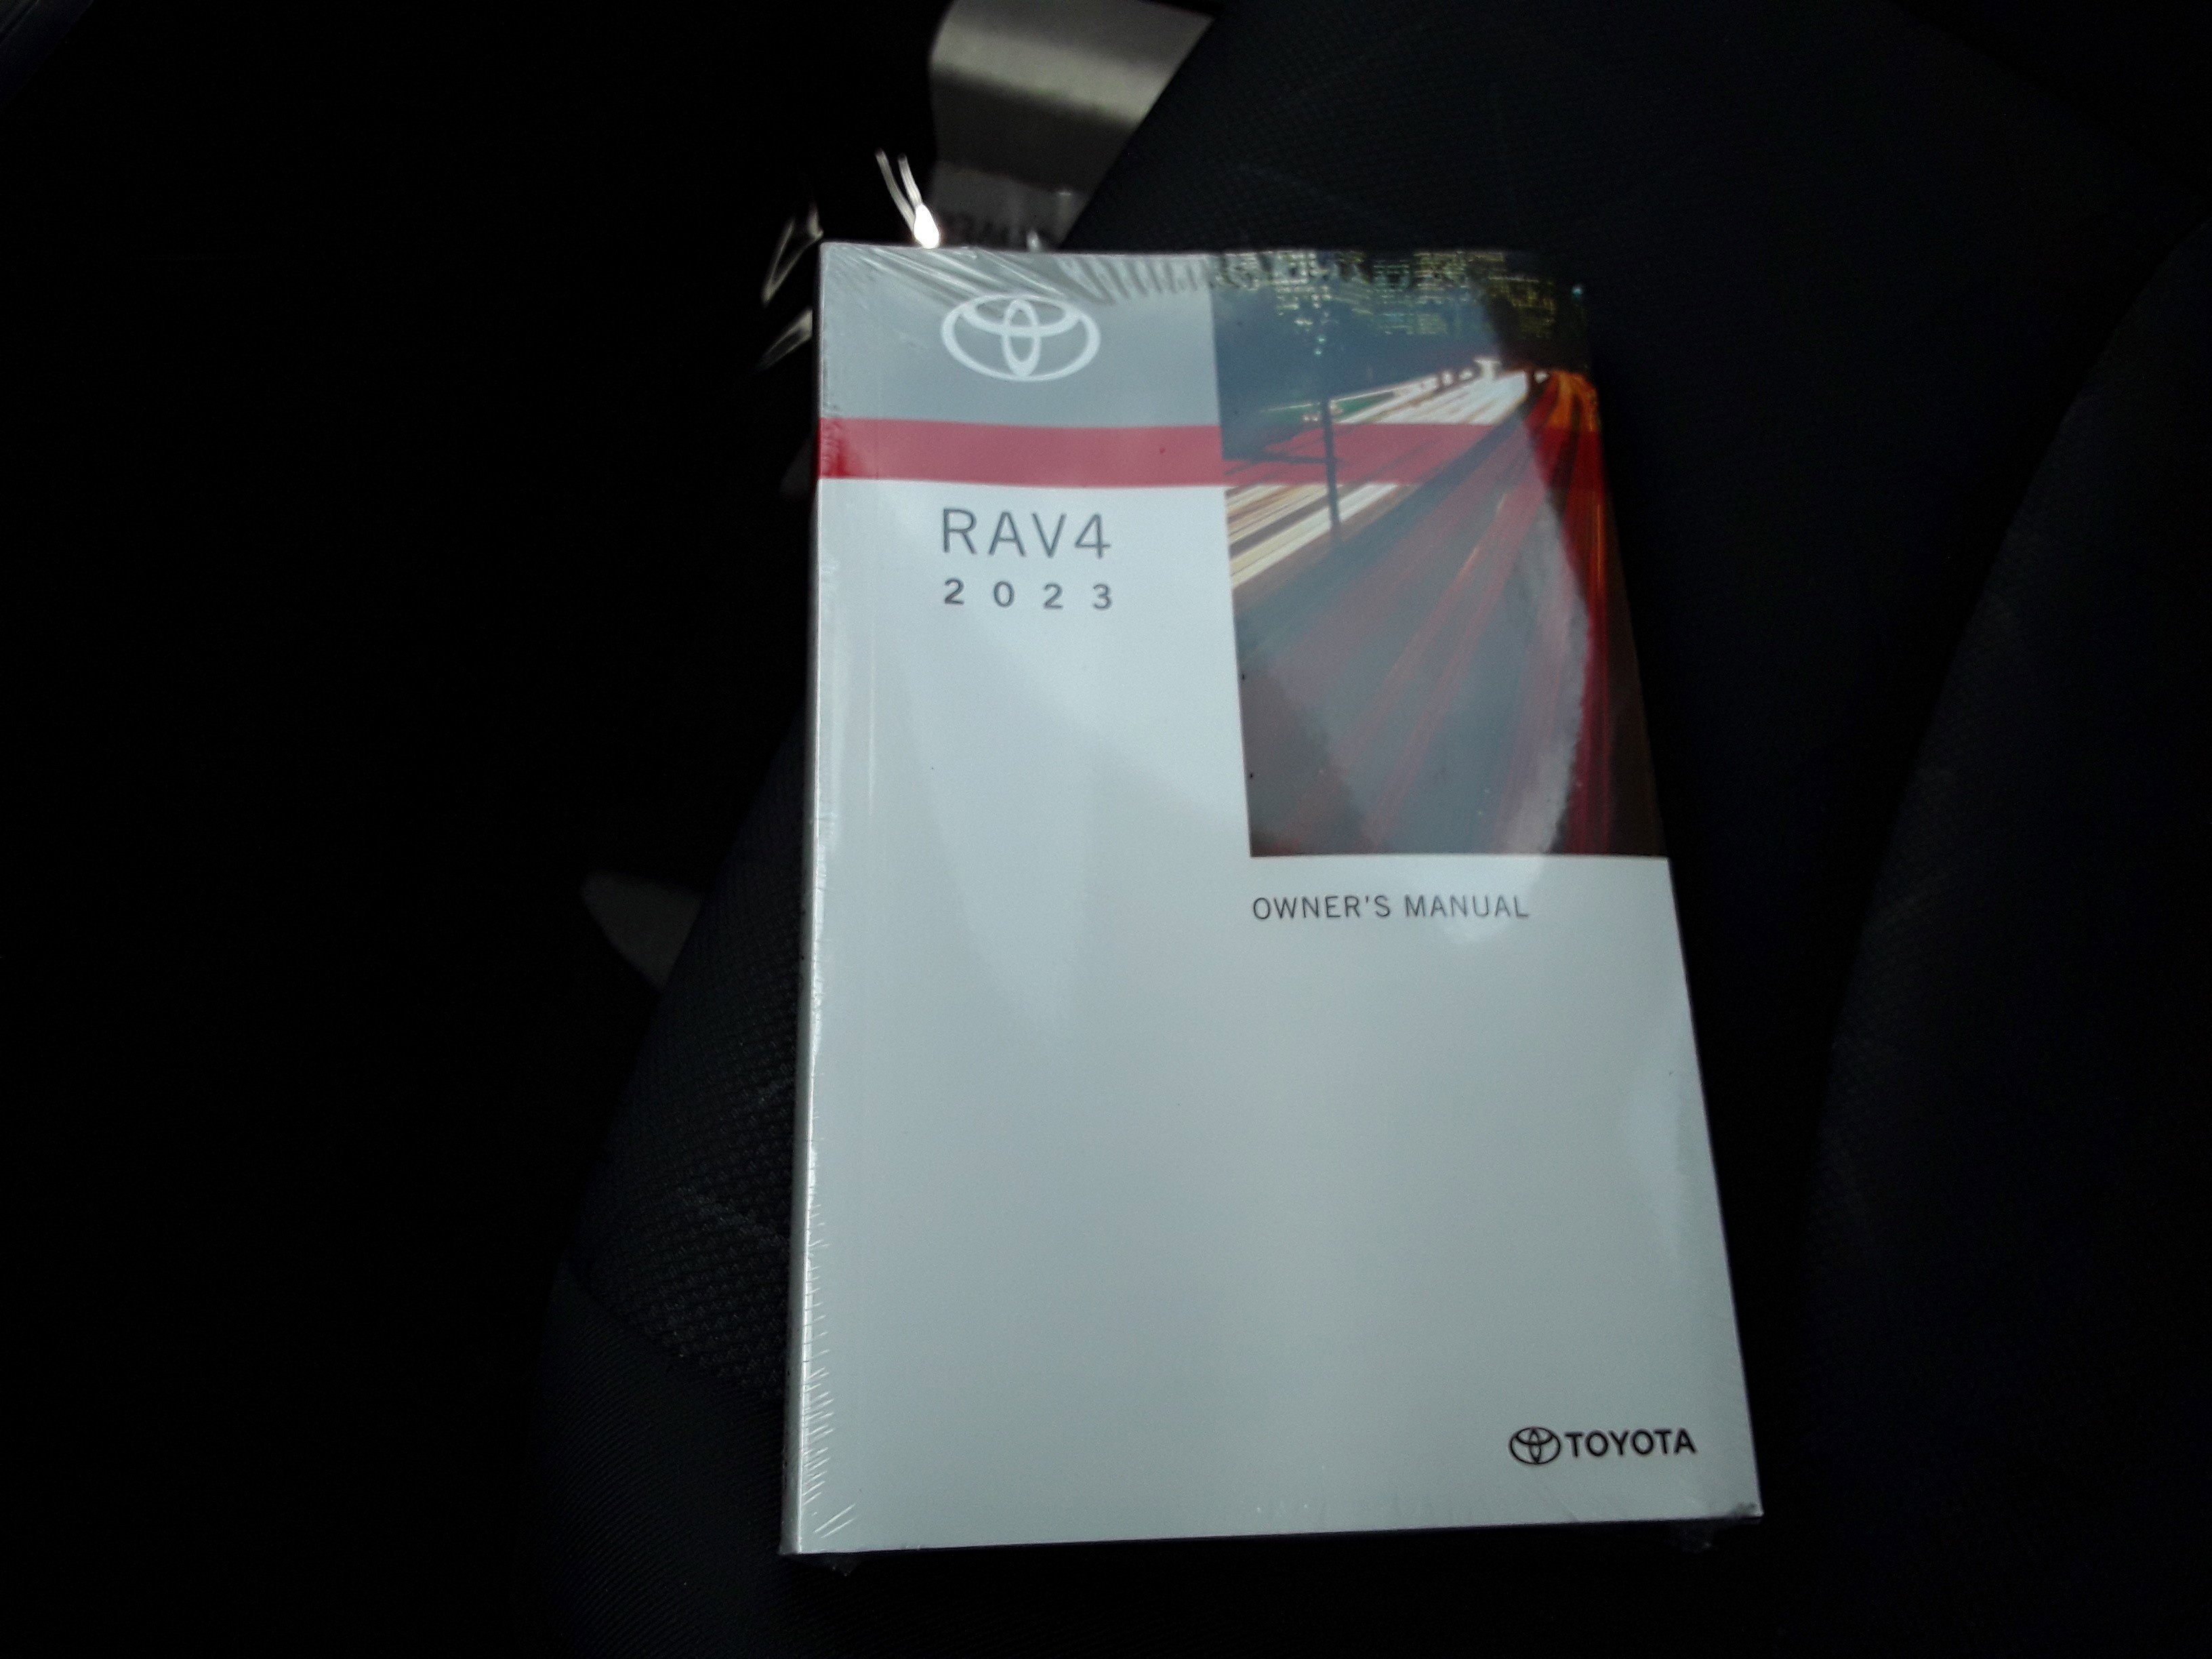 RAV4
2023
OWNER'S MANUAL
TOYOTA